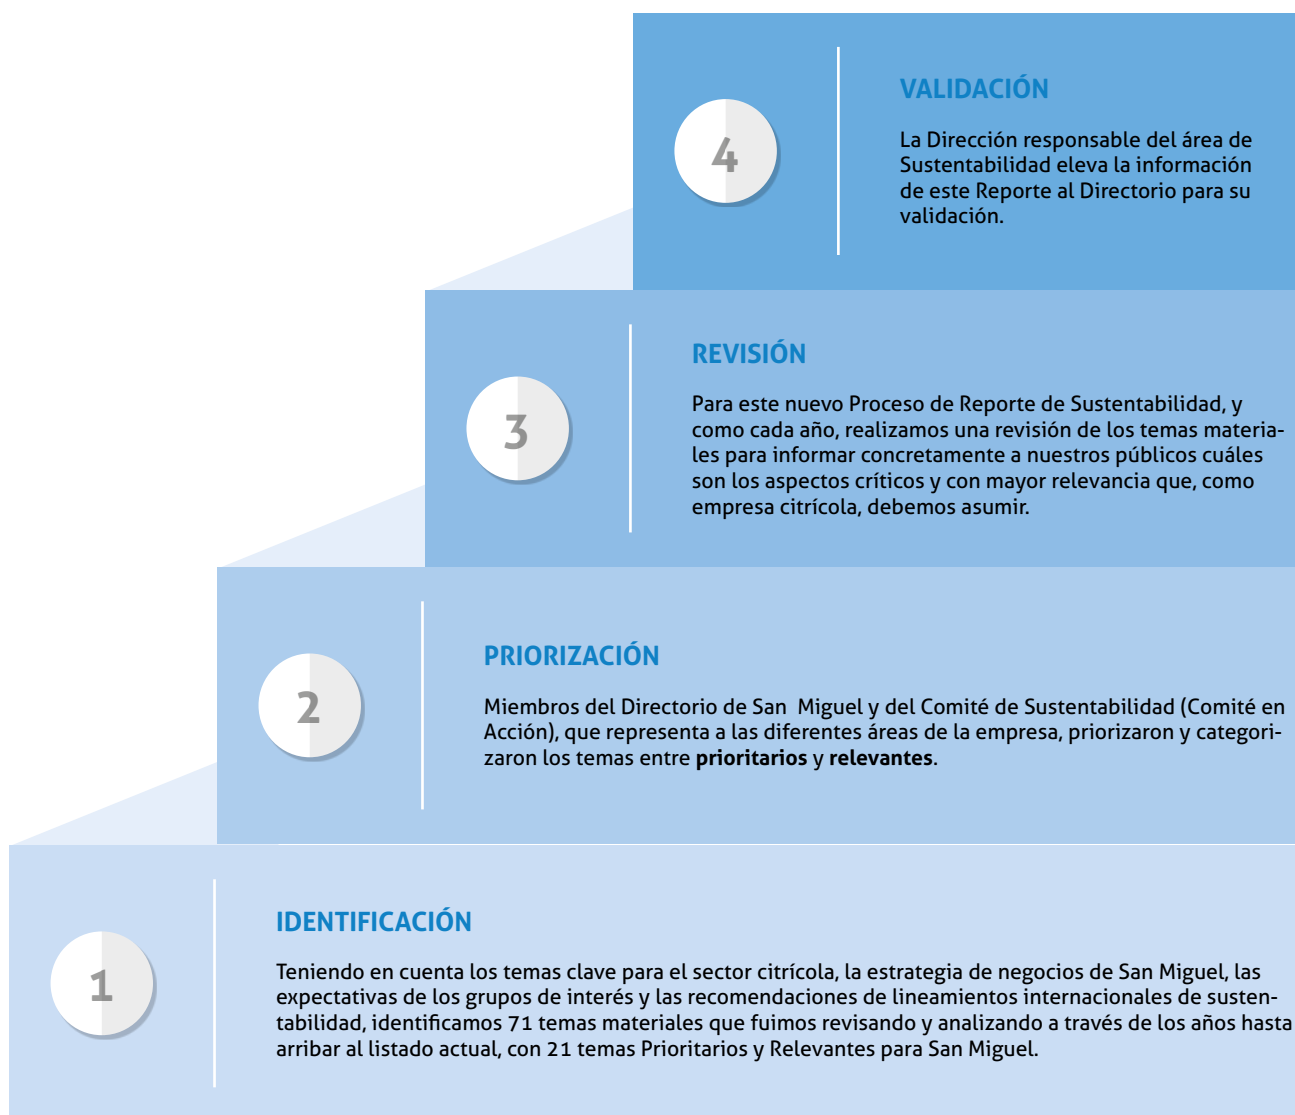 4
VALIDACIÓN
La Dirección responsable del área de
Sustentabilidad eleva la información
de este Reporte al Directorio para su
validación.
3
REVISIÓN
Para este nuevo Proceso de Reporte de Sustentabilidad, y
como cada año, realizamos una revisión de los temas materia-
les para informar concretamente a nuestros públicos cuáles
son los aspectos críticos y con mayor relevancia que, como
empresa citrícola, debemos asumir.
2
PRIORIZACIÓN
Miembros del Directorio de San Miguel y del Comité de Sustentabilidad (Comité en
Acción), que representa a las diferentes áreas de la empresa, priorizaron y categori-
zaron los temas entre prioritarios y relevantes.
1
IDENTIFICACIÓN
Teniendo en cuenta los temas clave para el sector citrícola, la estrategia de negocios de San Miguel, las
expectativas de los grupos de interés y las recomendaciones de lineamientos internacionales de susten-
tabilidad, identificamos 71 temas materiales que fuimos revisando y analizando a través de los años hasta
arribar al listado actual, con 21 temas Prioritarios y Relevantes para San Miguel.